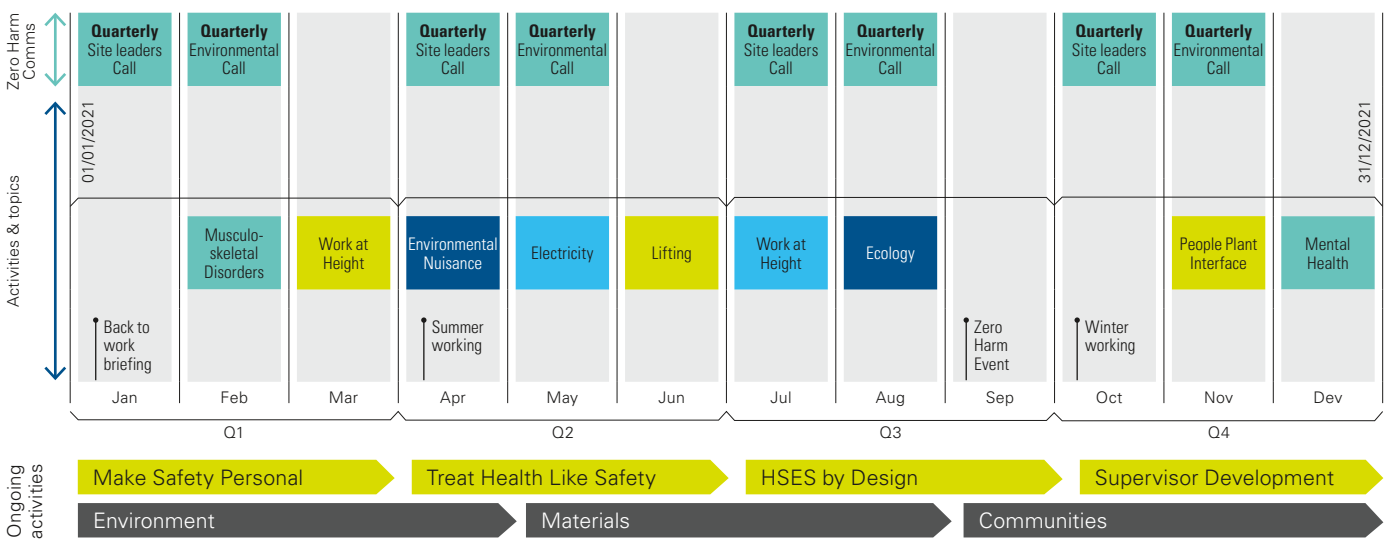 Zero Harm
Comms
Quarterly
Site leaders
Call
Quarterly
Environmental
Call
Quarterly
Site leaders
Call
Quarterly
Environmental
Call
Quarterly
Site leaders
Call
Quarterly
Environmental
Call
Quarterly
Site leaders
Call
Quarterly
Environmental
Call
Activities & topics
01/01/2021
31/12/2021
Musculo-
skeletal
Disorders
Work at
Height
Environmental
Nuisance
Electricity
Lifting
Work at
Height
Ecology
People Plant
Interface
Mental
Health
Back to
work
briefing
Summer
working
Zero
Harm
Event
Winter
working
Jan
Feb
Mar
Apr
May
Jun
Jul
Aug
Sep
Oct
Nov
Dev
Q1
Q2
Q3
Q4
Ongoing
activities
Make Safety Personal
Treat Health Like Safety
HSES by Design
Supervisor Development
Environment
Materials
Communities